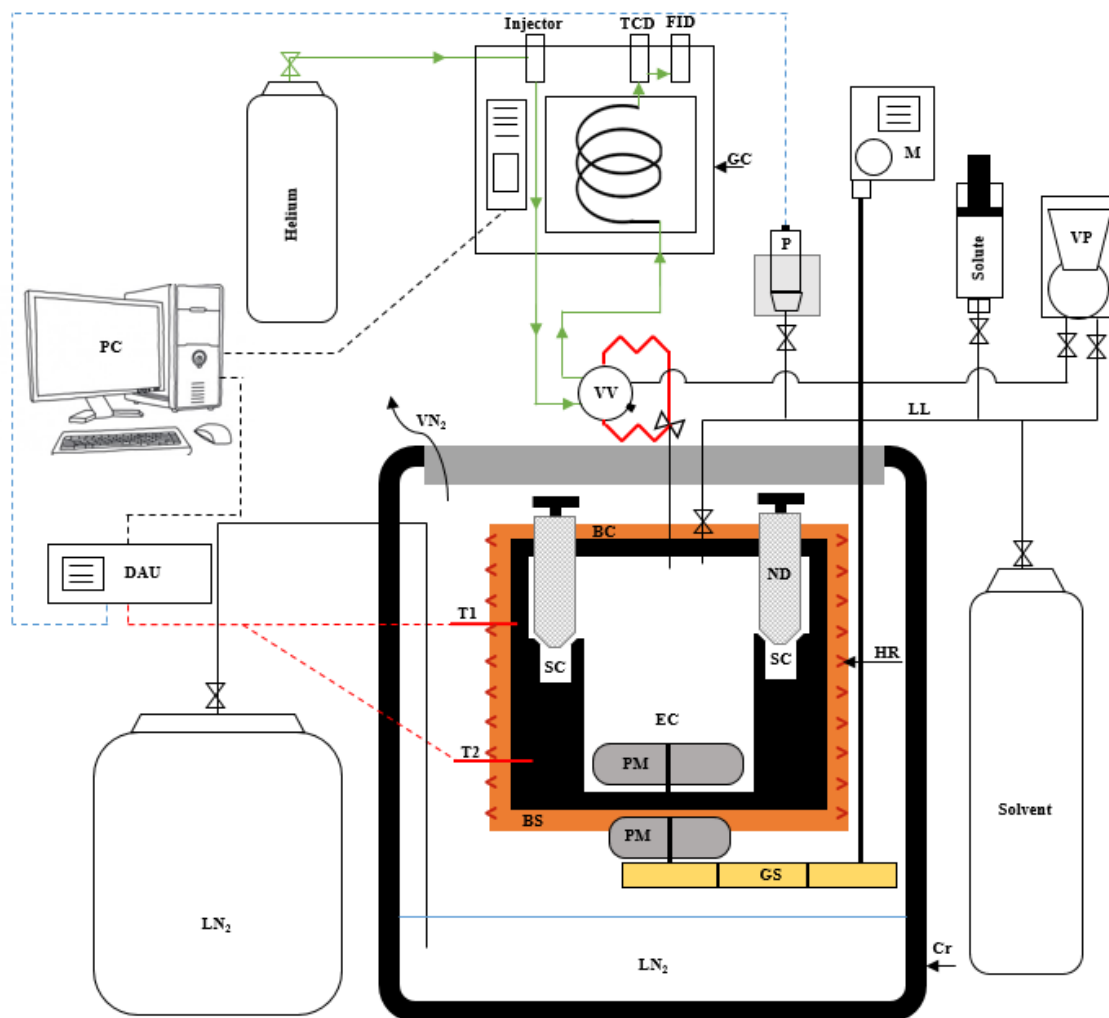 Injector
TCD
FID
Helium
GC
M
P
Solute
VP
PC
VV
LL
VN₂
BC
DAU
ND
T1
SC
SC
HR
EC
T2
PM
Solvent
BS
PM
GS
LN₂
LN₂
Cr